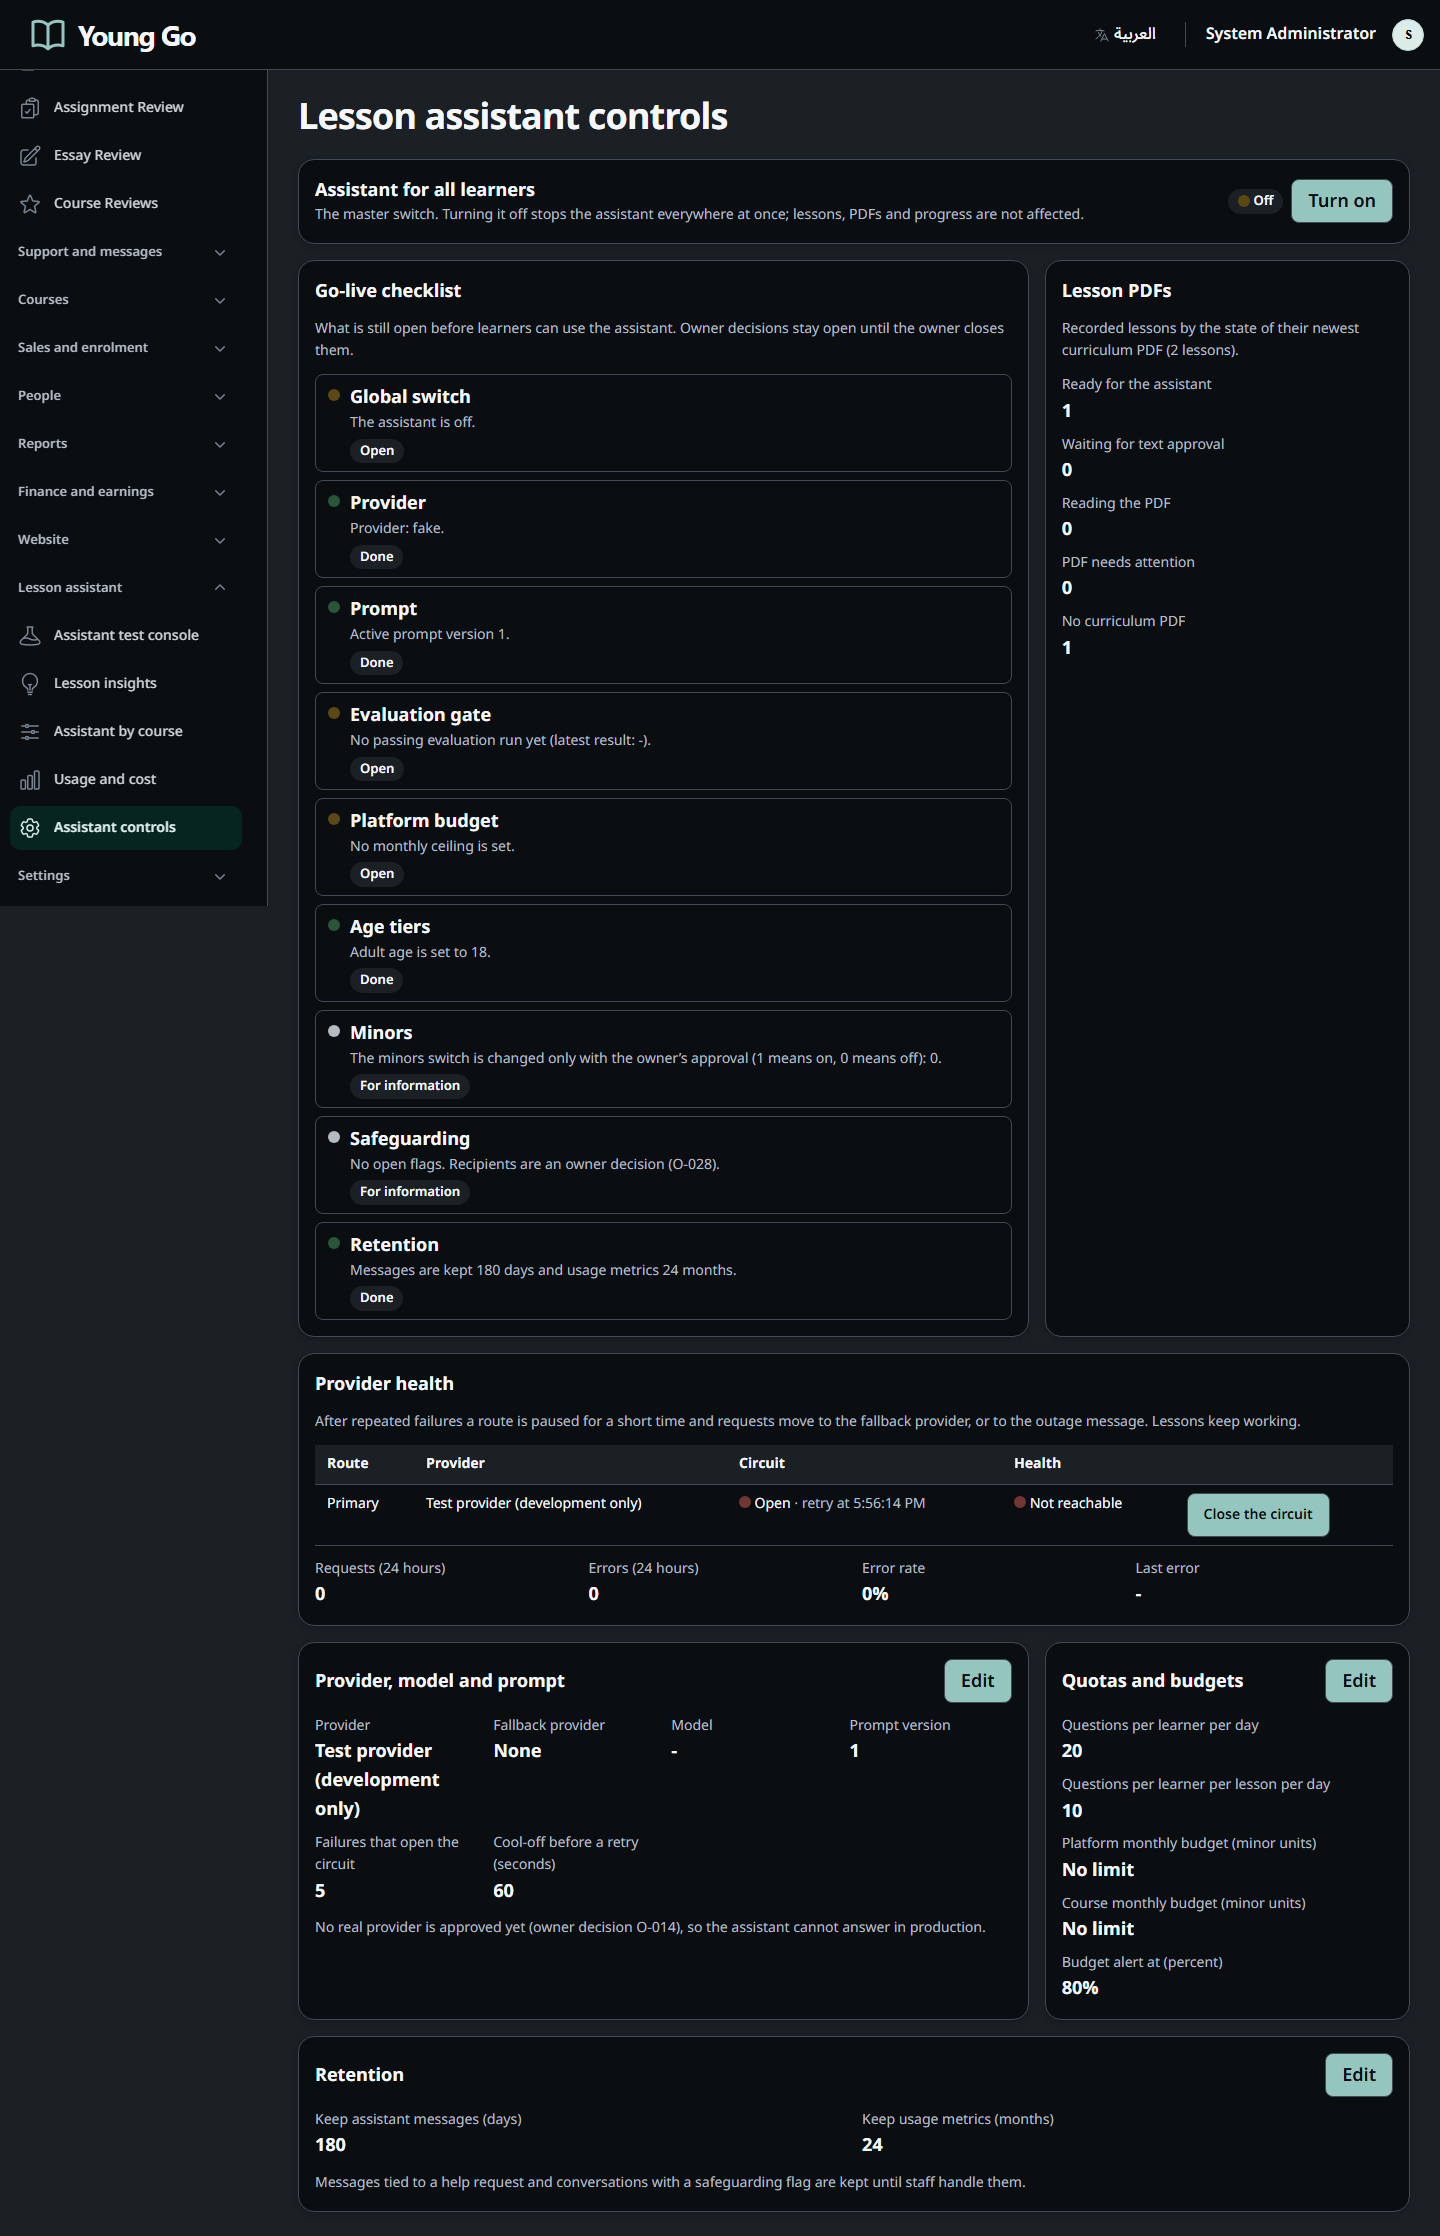 Young Go
العربية
System Administrator
S
Assignment Review
Essay Review
Course Reviews
Support and messages
Courses
Sales and enrolment
People
Reports
Finance and earnings
Website
Lesson assistant
Assistant test console
Lesson insights
Assistant by course
Usage and cost
Assistant controls
Settings
Lesson assistant controls
Assistant for all learners
The master switch. Turning it off stops the assistant everywhere at once; lessons, PDFs and progress are not affected.
Off
Turn on
Go-live checklist
What is still open before learners can use the assistant. Owner decisions stay open until the owner closes
them.
Global switch
The assistant is off.
Open
Provider
Provider: fake.
Done
Prompt
Active prompt version 1.
Done
Evaluation gate
No passing evaluation run yet (latest result: -).
Open
Platform budget
No monthly ceiling is set.
Open
Age tiers
Adult age is set to 18.
Done
Minors
The minors switch is changed only with the owner’s approval (1 means on, 0 means off): 0.
For information
Safeguarding
No open flags. Recipients are an owner decision (O-028).
For information
Retention
Messages are kept 180 days and usage metrics 24 months.
Done
Lesson PDFs
Recorded lessons by the state of their newest
curriculum PDF (2 lessons).
Ready for the assistant
1
Waiting for text approval
0
Reading the PDF
0
PDF needs attention
0
No curriculum PDF
1
Provider health
After repeated failures a route is paused for a short time and requests move to the fallback provider, or to the outage message. Lessons keep working.
Route Provider Circuit Health
Primary Test provider (development only) Open · retry at 5:56:14 PM Not reachable Close the circuit
Requests (24 hours) Errors (24 hours) Error rate Last error
0 0 0% -
Provider, model and prompt
Edit
Provider Fallback provider Model Prompt version
Test provider None - 1
(development
only)
Failures that open the Cool-off before a retry
circuit (seconds)
5 60
No real provider is approved yet (owner decision O-014), so the assistant cannot answer in production.
Quotas and budgets
Edit
Questions per learner per day
20
Questions per learner per lesson per day
10
Platform monthly budget (minor units)
No limit
Course monthly budget (minor units)
No limit
Budget alert at (percent)
80%
Retention
Edit
Keep assistant messages (days) Keep usage metrics (months)
180 24
Messages tied to a help request and conversations with a safeguarding flag are kept until staff handle them.